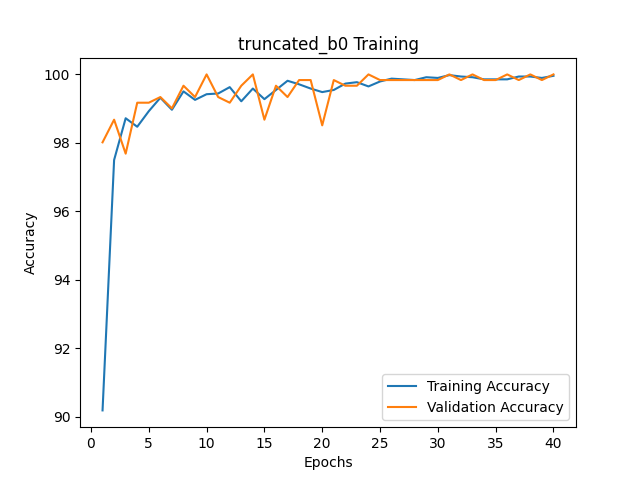 truncated_b0 Training
100
98
96
94
92
90
Accuracy
0 5 10 15 20 25 30 35 40
Epochs
Training Accuracy
Validation Accuracy